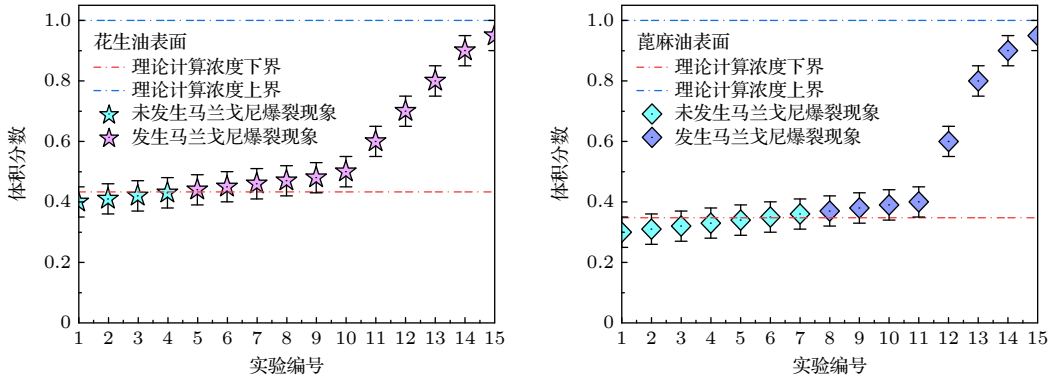 1.0
0.8
0.6
0.4
0.2
0
体积分数
花生油表面
理论计算浓度下界
理论计算浓度上界
未发生马兰戈尼爆裂现象
发生马兰戈尼爆裂现象
1 2 3 4 5 6 7 8 9 10 11 12 13 14 15
实验编号
1.0
0.8
0.6
0.4
0.2
0
体积分数
蓖麻油表面
理论计算浓度下界
理论计算浓度上界
未发生马兰戈尼爆裂现象
发生马兰戈尼爆裂现象
1 2 3 4 5 6 7 8 9 10 11 12 13 14 15
实验编号